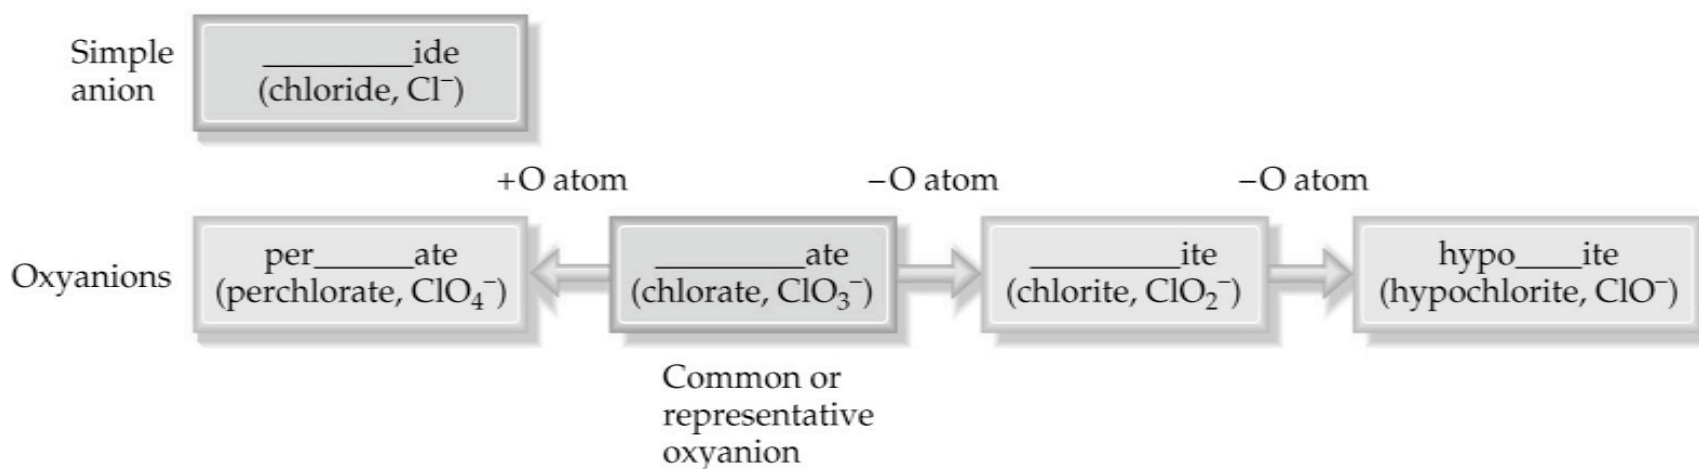 Simple
anion
_________ide
(chloride, Cl⁻)
+O atom
−O atom
−O atom
Oxyanions
per______ate
(perchlorate, ClO₄⁻)
_________ate
(chlorate, ClO₃⁻)
_________ite
(chlorite, ClO₂⁻)
hypo____ite
(hypochlorite, ClO⁻)
Common or
representative
oxyanion